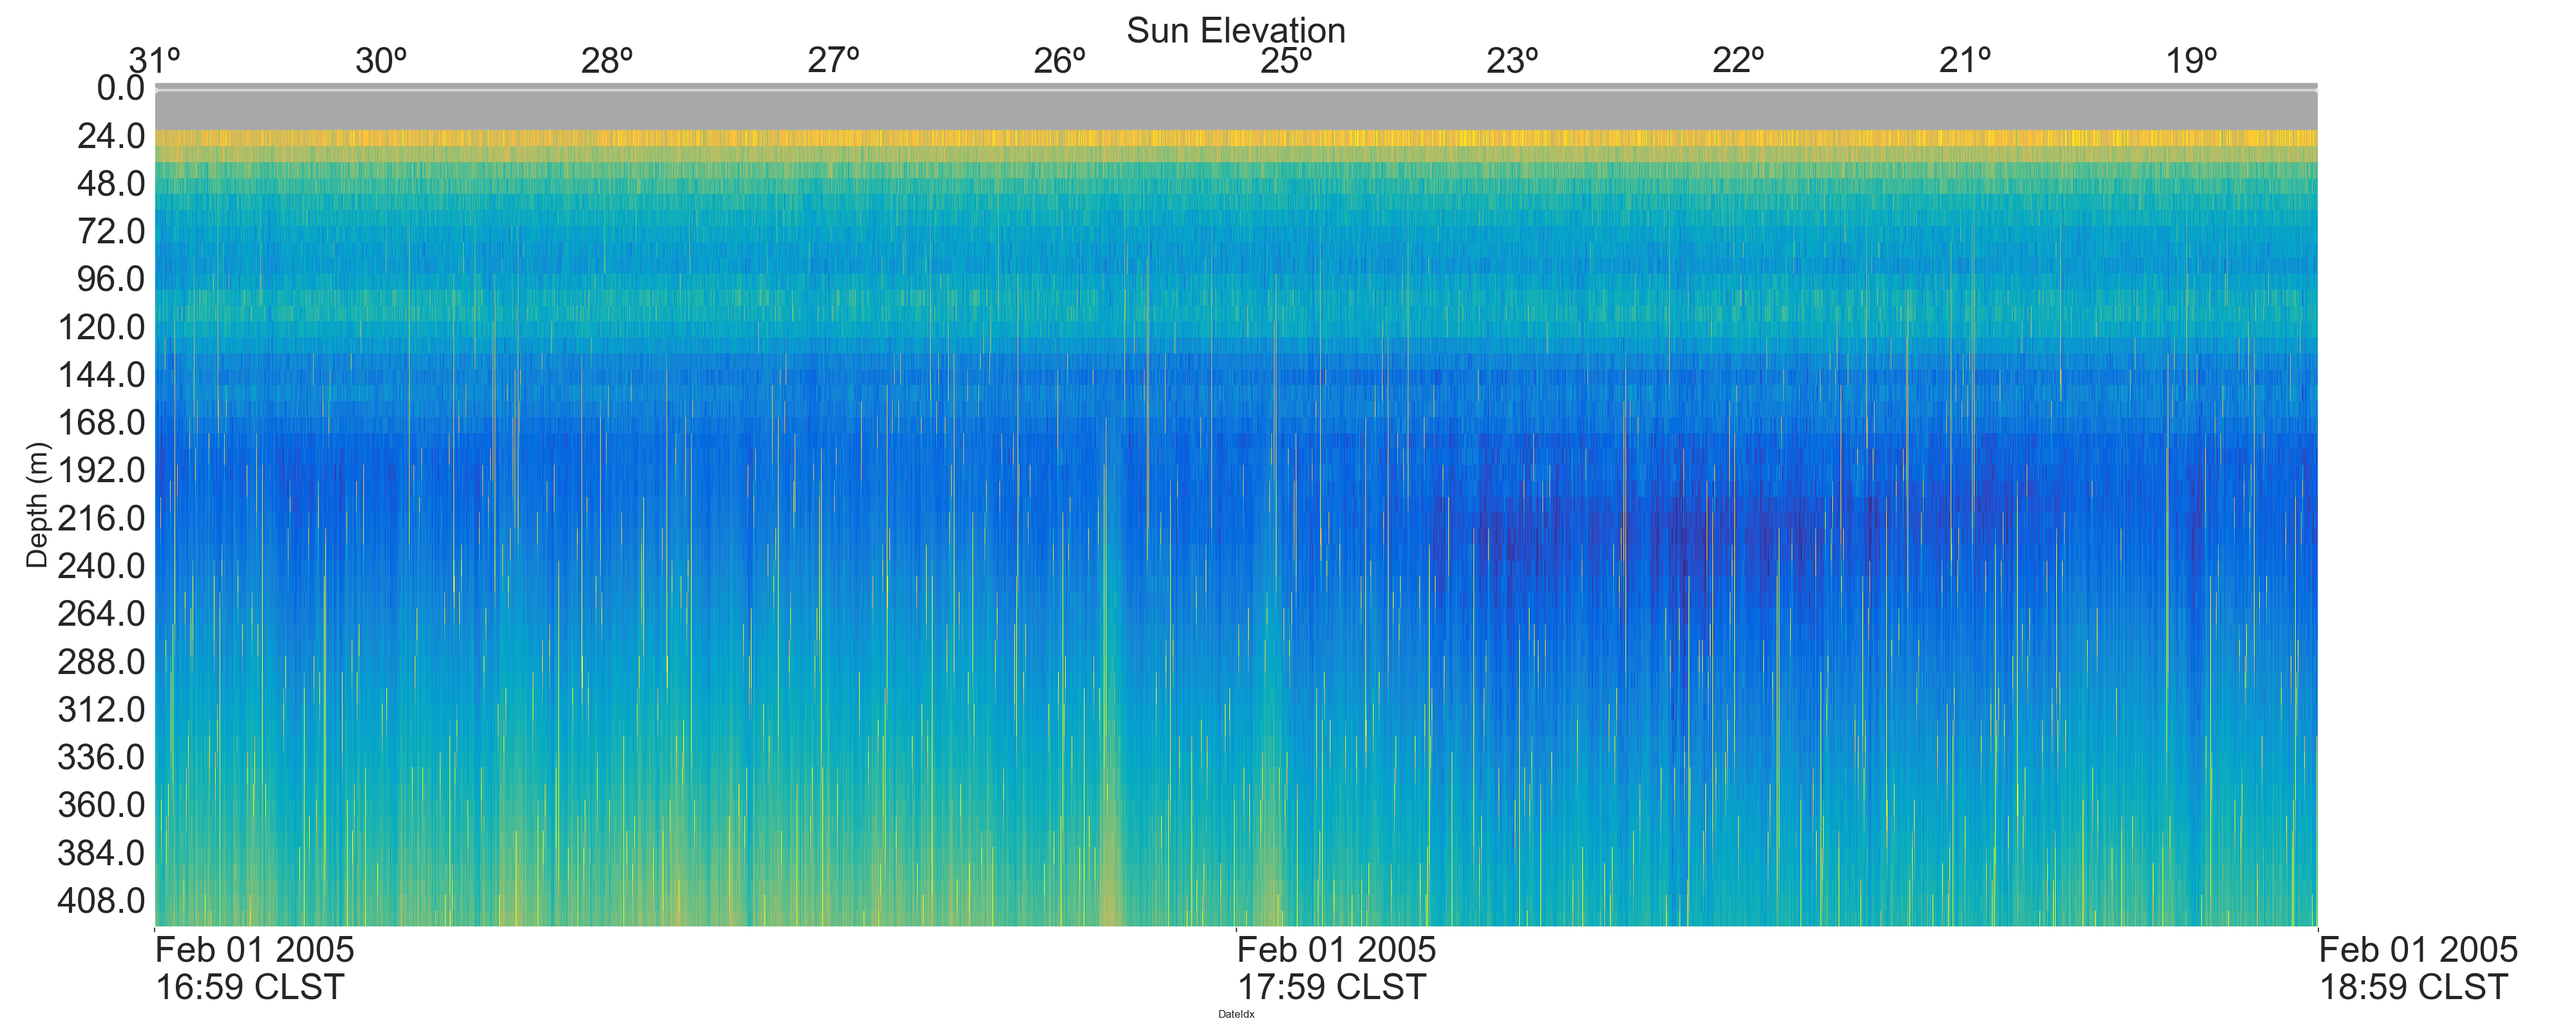 Sun Elevation
31º 30º 28º 27º 26º 25º 23º 22º 21º 19º
0.0
24.0
48.0
72.0
96.0
120.0
144.0
168.0
192.0
216.0
240.0
264.0
288.0
312.0
336.0
360.0
384.0
408.0
Depth (m)
Feb 01 2005
16:59 CLST
Feb 01 2005
17:59 CLST
Feb 01 2005
18:59 CLST
DateIdx